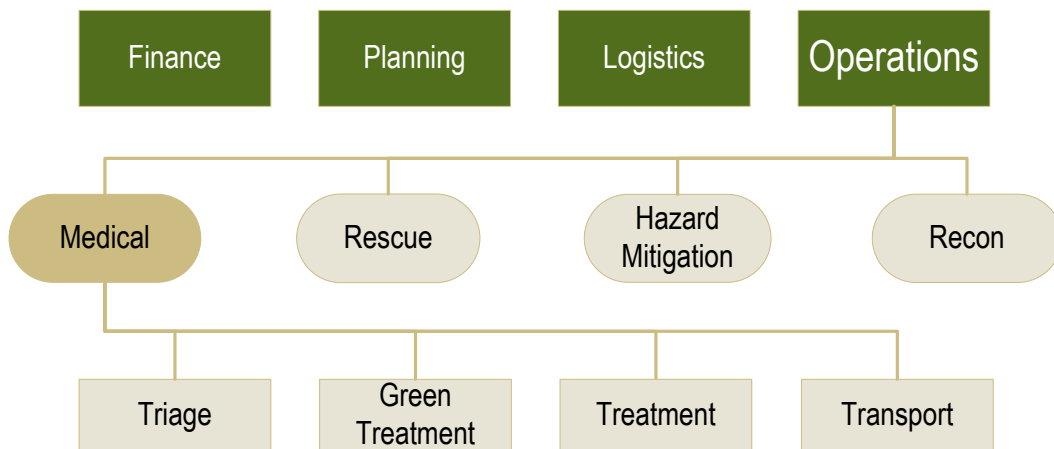 Finance
Planning
Logistics
Operations
Medical
Rescue
Hazard
Mitigation
Recon
Triage
Green
Treatment
Treatment
Transport